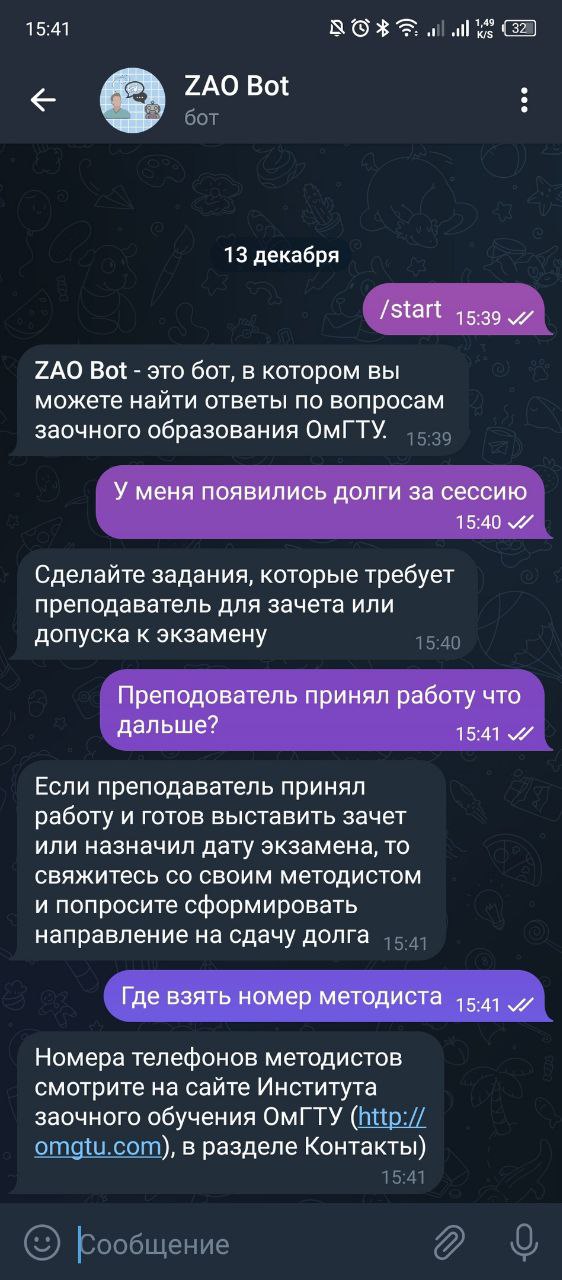 15:41
1,49
K/S
32
ZAO Bot
бот
13 декабря
/start 15:39
ZAO Bot - это бот, в котором вы
можете найти ответы по вопросам
заочного образования ОмГТУ. 15:39
У меня появились долги за сессию
15:40
Сделайте задания, которые требует
преподаватель для зачета или
допуска к экзамену 15:40
Преподователь принял работу что
дальше? 15:41
Если преподаватель принял
работу и готов выставить зачет
или назначил дату экзамена, то
свяжитесь со своим методистом
и попросите сформировать
направление на сдачу долга 15:41
Где взять номер методиста 15:41
Номера телефонов методистов
смотрите на сайте Института
заочного обучения ОмГТУ (http://
omgtu.com), в разделе Контакты)
15:41
Сообщение